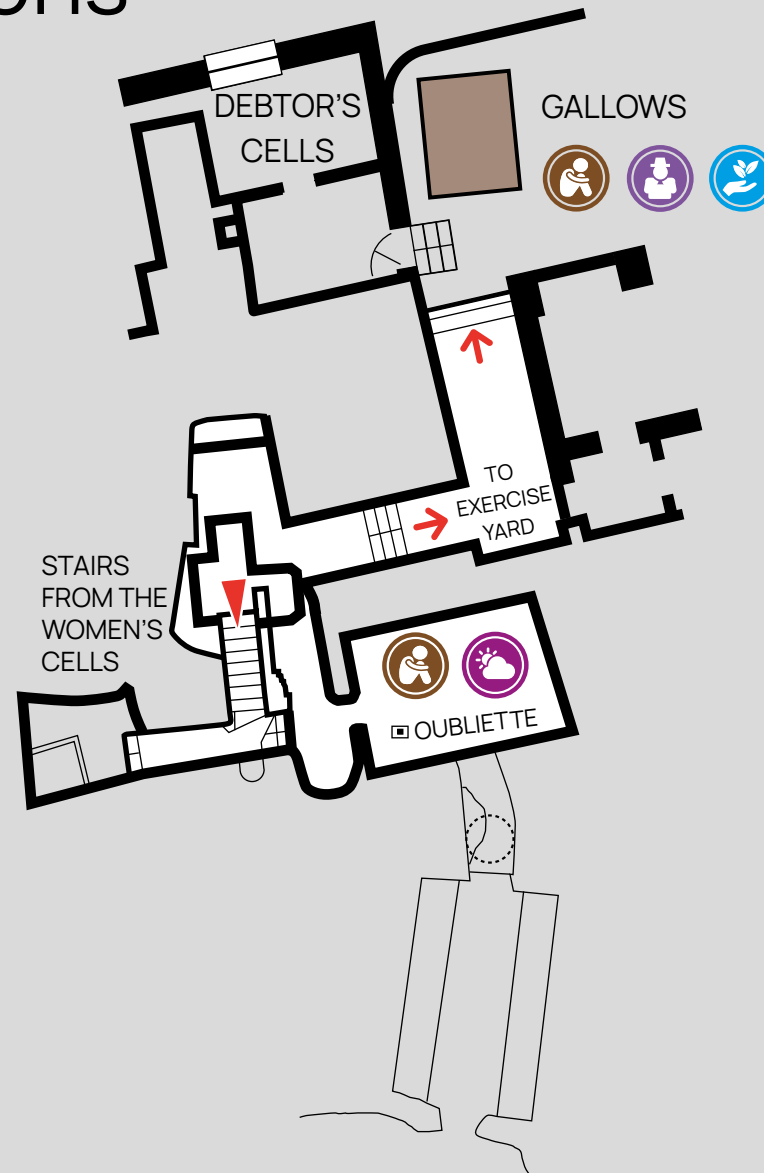 DEBTOR'S
CELLS
GALLOWS
TO
EXERCISE
YARD
STAIRS
FROM THE
WOMEN'S
CELLS
OUBLIETTE